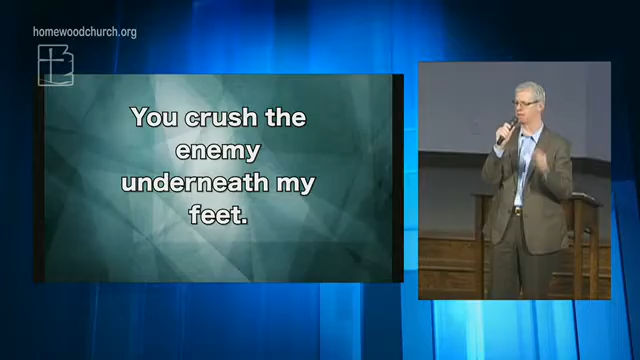 homewoodchurch.org
You crush the
enemy
underneath my
feet.